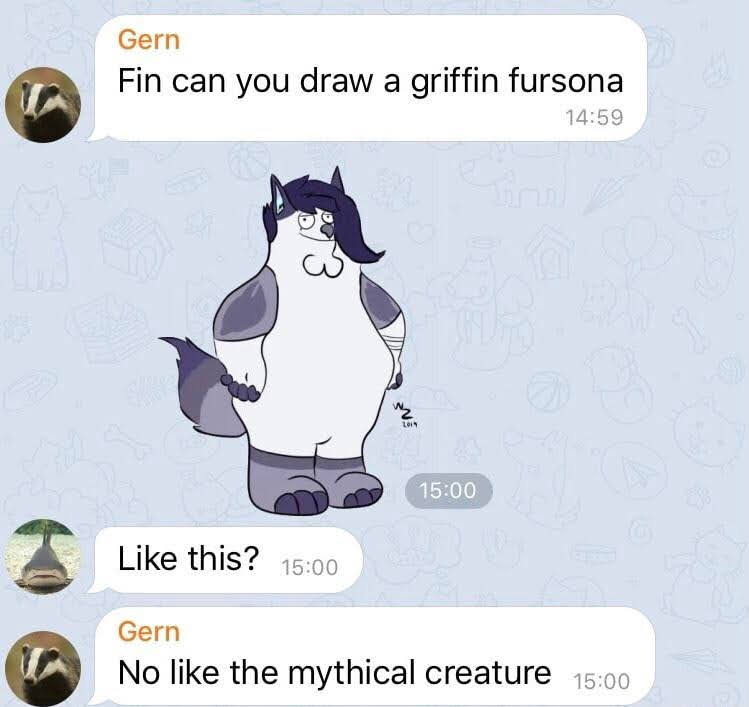 Gern
Fin can you draw a griffin fursona
14:59
WZ
2019
15:00
Like this? 15:00
Gern
No like the mythical creature 15:00